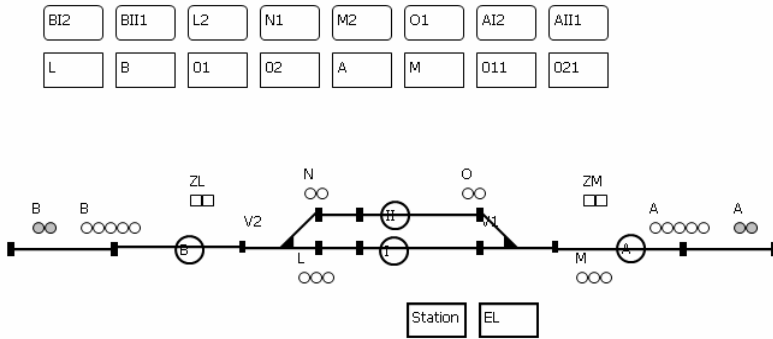 BI2 BII1 L2 N1 M2 O1 AI2 AII1
L B 01 02 A M 011 021
N O
ZL ZM
B B A A
V2 II V1
B I A
L M
Station EL